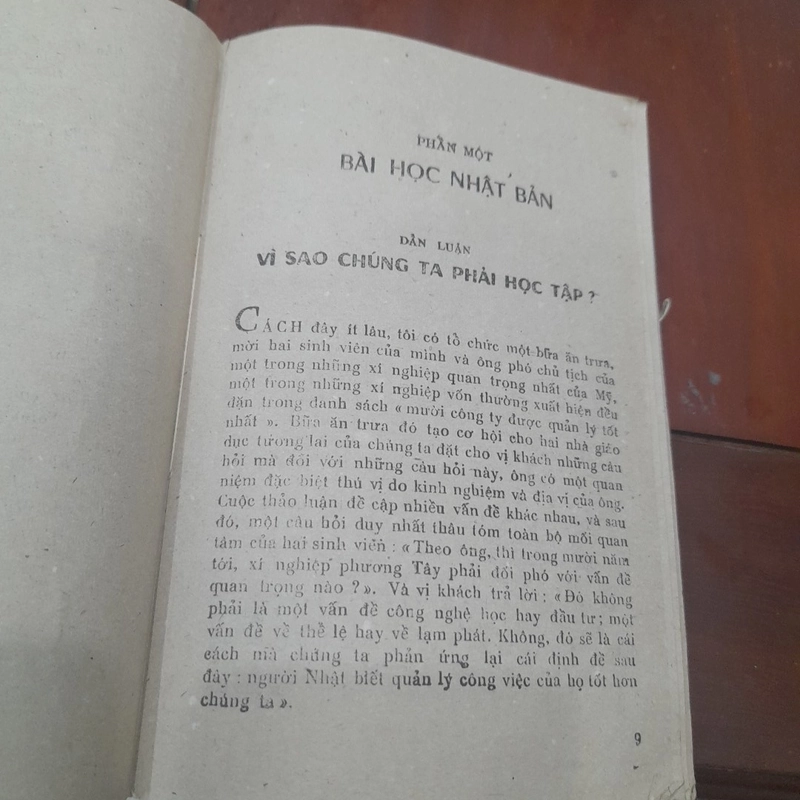 PHẦN MỘT
BÀI HỌC NHẬT BẢN
DẪN LUẬN
VÌ SAO CHÚNG TA PHẢI HỌC TẬP ?
CÁCH đây ít lâu, tôi có tổ chức một bữa ăn trưa,
mời hai sinh viên của mình và ông phó chủ tịch của
một trong những xí nghiệp quan trọng nhất của Mỹ,
một trong những xí nghiệp vốn thường xuất hiện đều
đặn trong danh sách « mười công ty được quản lý tốt
nhất ». Bữa ăn trưa đó tạo cơ hội cho hai nhà giáo
dục tương lai của chúng ta đặt cho vị khách những câu
hỏi mà đối với những câu hỏi này, ông có một quan
niệm đặc biệt thú vị do kinh nghiệm và địa vị của ông.
Cuộc thảo luận đề cập nhiều vấn đề khác nhau, và sau
đó, một câu hỏi duy nhất thâu tóm toàn bộ mối quan
tâm của hai sinh viên : « Theo ông, thì trong mười năm
tới, xí nghiệp phương Tây phải đối phó với vấn đề
quan trọng nào ? ». Và vị khách trả lời : « Đó không
phải là một vấn đề công nghệ học hay đầu tư ; một
vấn đề về thể lệ hay về lạm phát. Không, đó sẽ là cái
cách mà chúng ta phản ứng lại cái định đề sau
đây : người Nhật biết quản lý công việc của họ tốt hơn
chúng ta ».
9